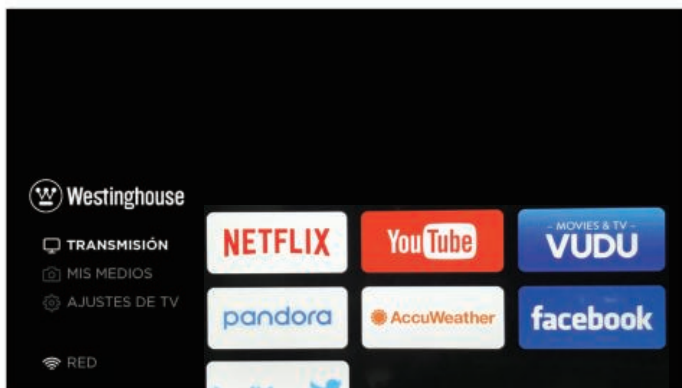 Westinghouse
TRANSMISIÓN
MIS MEDIOS
AJUSTES DE TV
RED
NETFLIX
YouTube
- MOVIES & TV -
VUDU
pandora
AccuWeather
facebook